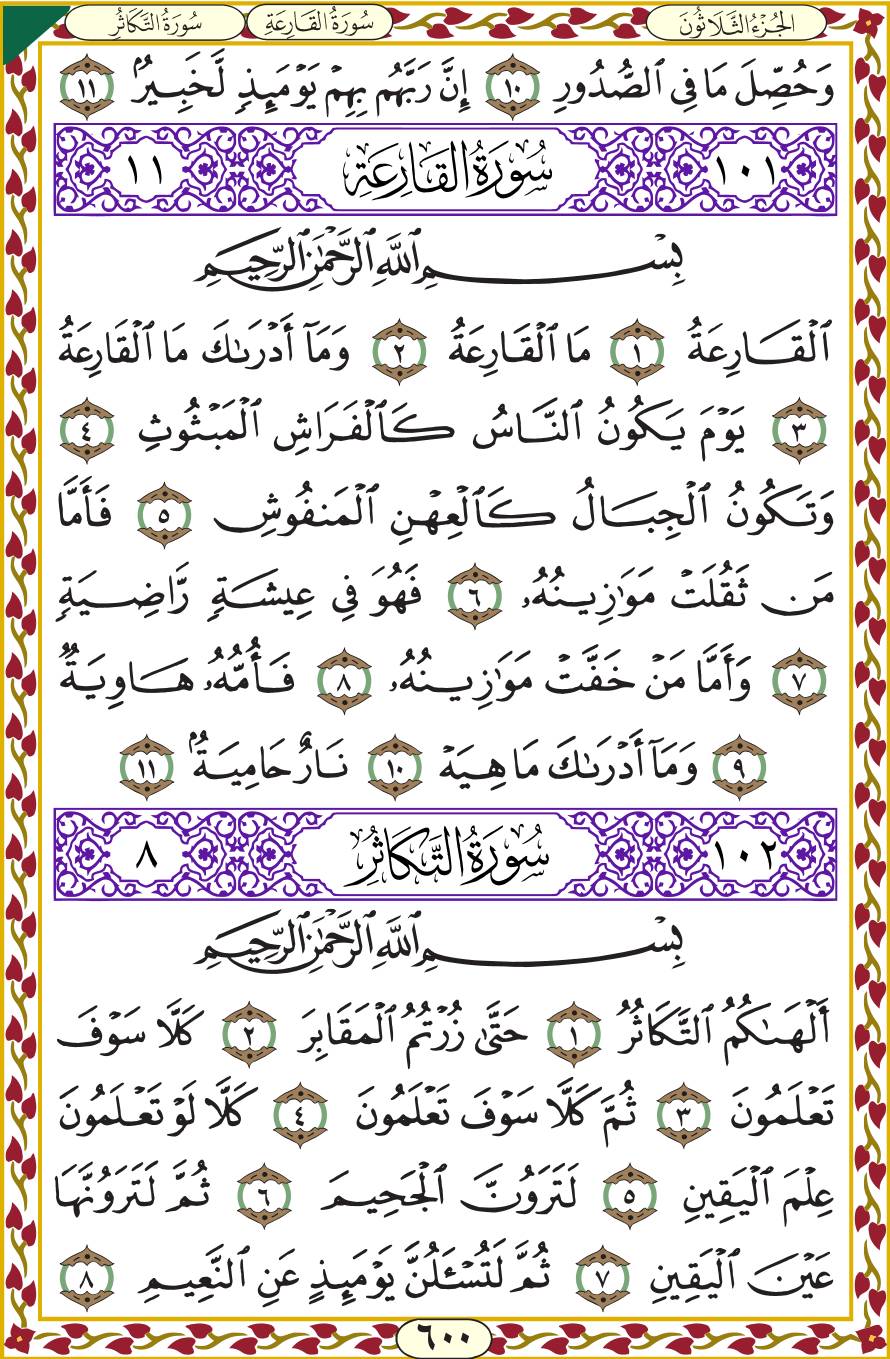 الجُزْءُ الثَّلَاثُونَ سُورَةُ القَارِعَةِ سُورَةُ التَّكَاثُرِ
وَحُصِّلَ مَا فِي ٱلصُّدُورِ ١٠ إِنَّ رَبَّهُم بِهِمْ يَوْمَئِذٍ لَّخَبِيرٌۢ ١١
١٠١ سُورَةُ القَارِعَةِ ١١
بِسْمِ ٱللَّهِ ٱلرَّحْمَٰنِ ٱلرَّحِيمِ
ٱلْقَارِعَةُ ١ مَا ٱلْقَارِعَةُ ٢ وَمَآ أَدْرَىٰكَ مَا ٱلْقَارِعَةُ
٣ يَوْمَ يَكُونُ ٱلنَّاسُ كَٱلْفَرَاشِ ٱلْمَبْثُوثِ ٤
وَتَكُونُ ٱلْجِبَالُ كَٱلْعِهْنِ ٱلْمَنفُوشِ ٥ فَأَمَّا
مَن ثَقُلَتْ مَوَٰزِينُهُۥ ٦ فَهُوَ فِي عِيشَةٍ رَّاضِيَةٍ
٧ وَأَمَّا مَنْ خَفَّتْ مَوَٰزِينُهُۥ ٨ فَأُمُّهُۥ هَاوِيَةٌ
٩ وَمَآ أَدْرَىٰكَ مَا هِيَهْ ١٠ نَارٌ حَامِيَةٌۢ ١١
١٠٢ سُورَةُ التَّكَاثُرِ ٨
بِسْمِ ٱللَّهِ ٱلرَّحْمَٰنِ ٱلرَّحِيمِ
أَلْهَىٰكُمُ ٱلتَّكَاثُرُ ١ حَتَّىٰ زُرْتُمُ ٱلْمَقَابِرَ ٢ كَلَّا سَوْفَ
تَعْلَمُونَ ٣ ثُمَّ كَلَّا سَوْفَ تَعْلَمُونَ ٤ كَلَّا لَوْ تَعْلَمُونَ
عِلْمَ ٱلْيَقِينِ ٥ لَتَرَوُنَّ ٱلْجَحِيمَ ٦ ثُمَّ لَتَرَوُنَّهَا
عَيْنَ ٱلْيَقِينِ ٧ ثُمَّ لَتُسْـَٔلُنَّ يَوْمَئِذٍ عَنِ ٱلنَّعِيمِ ٨
٦٠٠